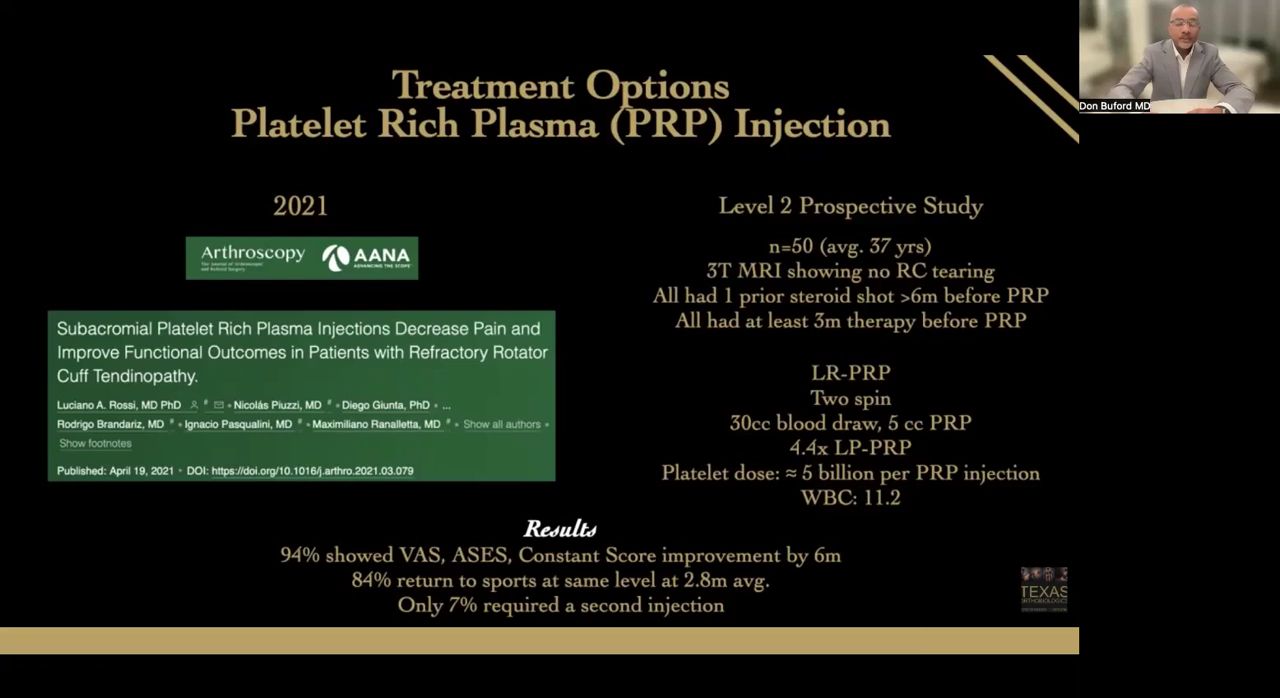 Treatment Options
Platelet Rich Plasma (PRP) Injection
Don Buford MD
2021
Arthroscopy
AANA
ADVANCING THE SCOPE
Subacromial Platelet Rich Plasma Injections Decrease Pain and
Improve Functional Outcomes in Patients with Refractory Rotator
Cuff Tendinopathy.
Luciano A. Rossi, MD PhD • Nicolás Piuzzi, MD • Diego Giunta, PhD • ...
Rodrigo Brandariz, MD • Ignacio Pasqualini, MD • Maximiliano Ranalletta, MD • Show all authors •
Show footnotes
Published: April 19, 2021 • DOI: https://doi.org/10.1016/j.arthro.2021.03.079
Level 2 Prospective Study
n=50 (avg. 37 yrs)
3T MRI showing no RC tearing
All had 1 prior steroid shot >6m before PRP
All had at least 3m therapy before PRP
LR-PRP
Two spin
30cc blood draw, 5 cc PRP
4.4x LP-PRP
Platelet dose: ≈ 5 billion per PRP injection
WBC: 11.2
Results
94% showed VAS, ASES, Constant Score improvement by 6m
84% return to sports at same level at 2.8m avg.
Only 7% required a second injection
TEXAS